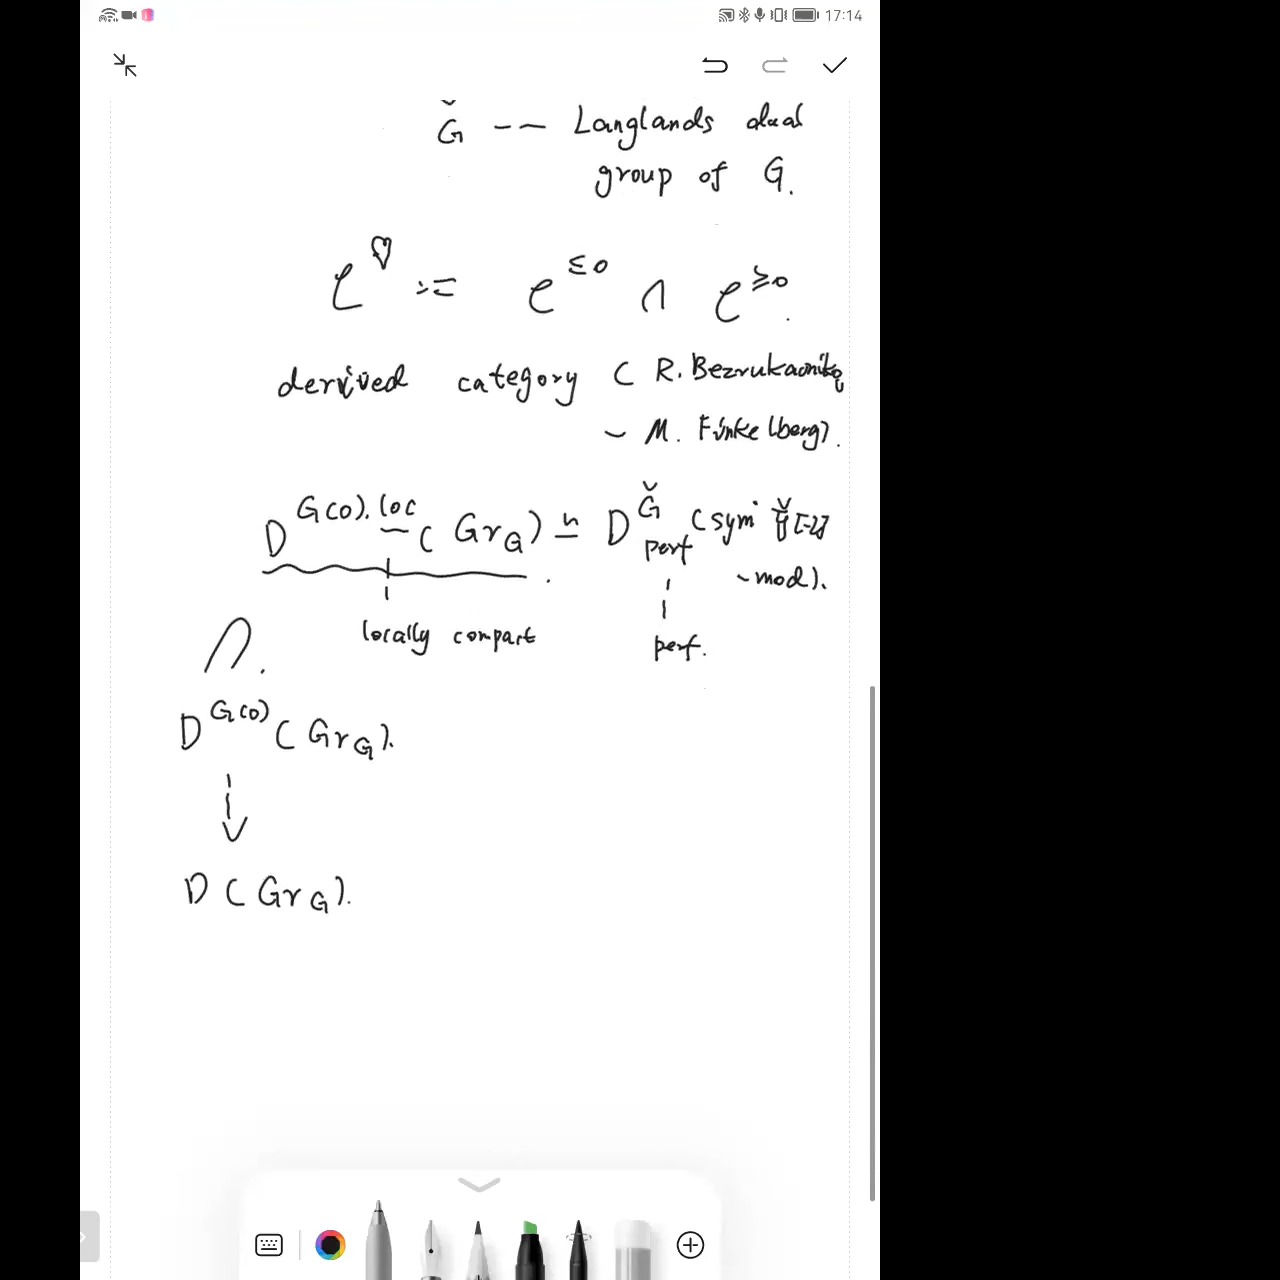 17:14
Ǧ -- Langlands dual
group of G.
C^♡ := C^{≤0} ∩ C^{≥0}.
derived category ( R. Bezrukavnikov
- M. Finkelberg).
D^{G(O).loc}(Gr_G) ≃ D^Ǧ_perf (sym ǧ[-2]
-mod).
locally compact
perf.
∩.
D^{G(O)}(Gr_G).
D(Gr_G).